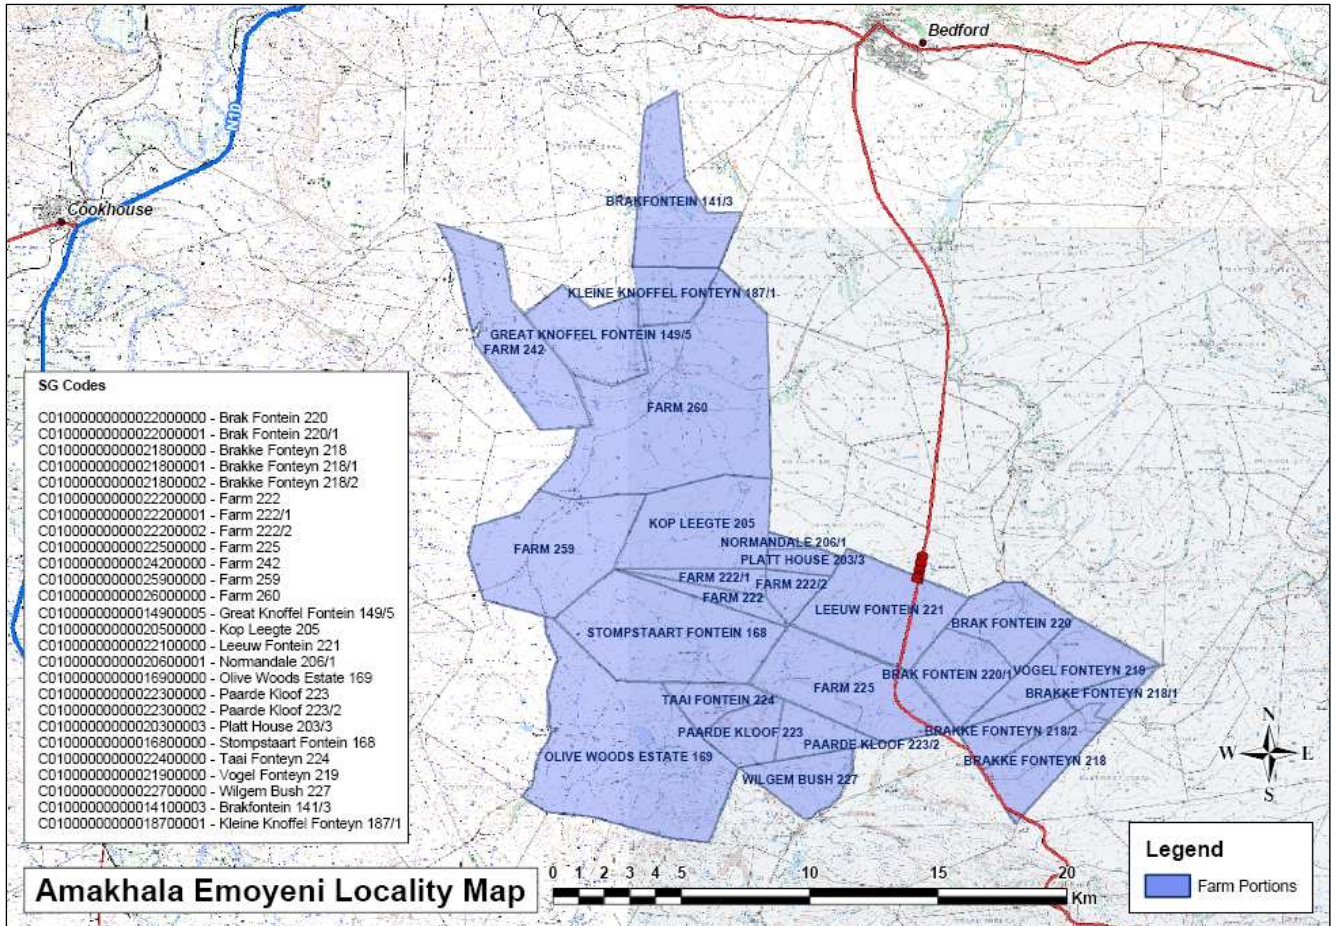 Bedford
N10
Cookhouse
BRAKFONTEIN 141/3
KLEINE KNOFFEL FONTEYN 187/1
GREAT KNOFFEL FONTEIN 149/5
FARM 242
FARM 260
SG Codes
C01000000000022000000 - Brak Fontein 220
C01000000000022000001 - Brak Fontein 220/1
C01000000000021800000 - Brakke Fonteyn 218
C01000000000021800001 - Brakke Fonteyn 218/1
C01000000000021800002 - Brakke Fonteyn 218/2
C01000000000022200000 - Farm 222
C01000000000022200001 - Farm 222/1
C01000000000022200002 - Farm 222/2
C01000000000022500000 - Farm 225
C01000000000024200000 - Farm 242
C01000000000025900000 - Farm 259
C01000000000026000000 - Farm 260
C01000000000014900005 - Great Knoffel Fontein 149/5
C01000000000020500000 - Kop Leegte 205
C01000000000022100000 - Leeuw Fontein 221
C01000000000020600001 - Normandale 206/1
C01000000000016900000 - Olive Woods Estate 169
C01000000000022300000 - Paarde Kloof 223
C01000000000022300002 - Paarde Kloof 223/2
C01000000000020300003 - Platt House 203/3
C01000000000016800000 - Stompstaart Fontein 168
C01000000000022400000 - Taai Fonteyn 224
C01000000000021900000 - Vogel Fonteyn 219
C01000000000022700000 - Wilgem Bush 227
C01000000000014100003 - Brakfontein 141/3
C01000000000018700001 - Kleine Knoffel Fonteyn 187/1
KOP LEEGTE 205
NORMANDALE 206/1
FARM 259
PLATT HOUSE 203/3
FARM 222/1
FARM 222/2
FARM 222
LEEUW FONTEIN 221
BRAK FONTEIN 220
STOMPSTAART FONTEIN 168
BRAK FONTEIN 220/1
VOGEL FONTEYN 219
FARM 225
BRAKKE FONTEYN 218/1
TAAI FONTEIN 224
PAARDE KLOOF 223
BRAKKE FONTEYN 218/2
PAARDE KLOOF 223/2
OLIVE WOODS ESTATE 169
BRAKKE FONTEYN 218
WILGEM BUSH 227
N
W E
S
Amakhala Emoyeni Locality Map
0 1 2 3 4 5 10 15 20
Km
Legend
Farm Portions